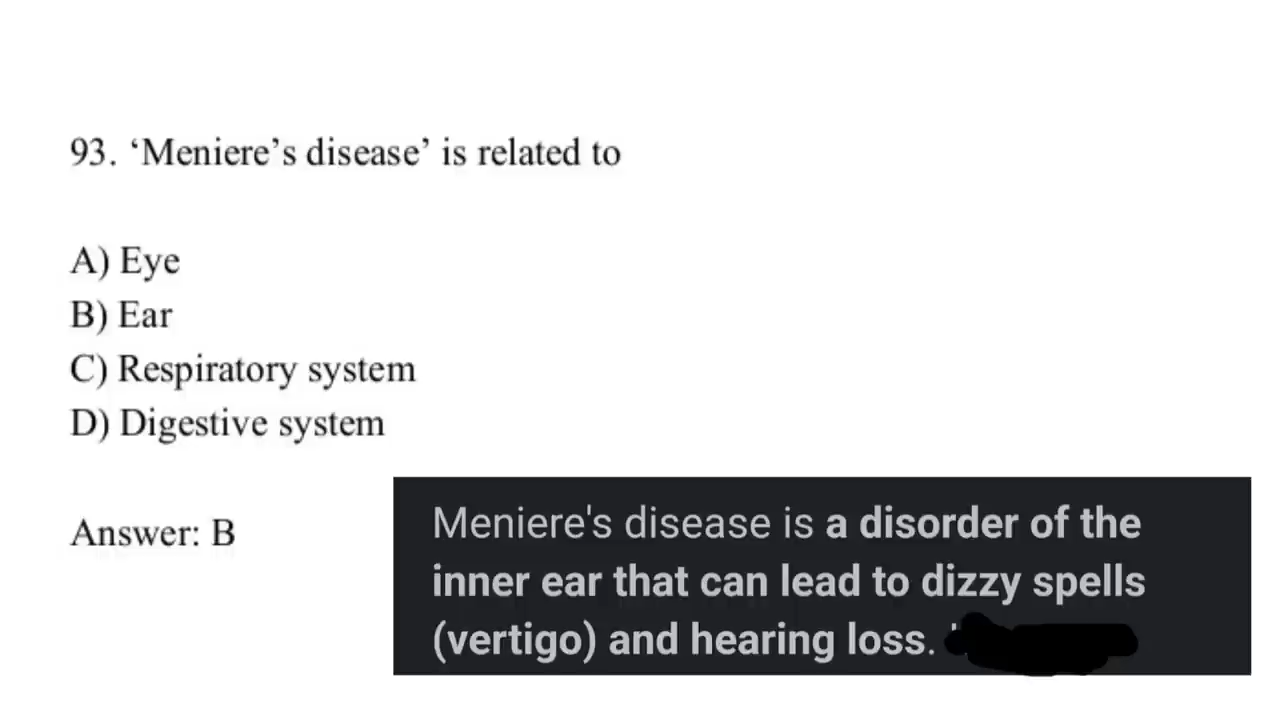 93. ‘Meniere’s disease’ is related to
A) Eye
B) Ear
C) Respiratory system
D) Digestive system
Answer: B
Meniere's disease is a disorder of the
inner ear that can lead to dizzy spells
(vertigo) and hearing loss.